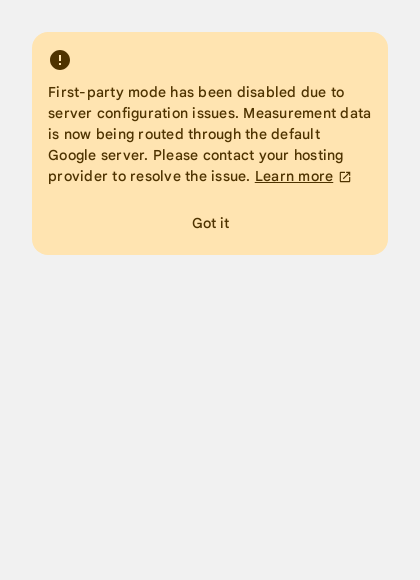 First-party mode has been disabled due to
server configuration issues. Measurement data
is now being routed through the default
Google server. Please contact your hosting
provider to resolve the issue. Learn more
Got it